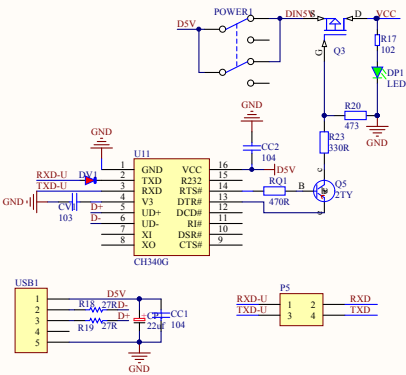 POWER1
D5V
DIN5V
S
D
VCC
G
Q3
R17
102
DP1
LED
R20
473
GND
R23
330R
GND
CC2
104
D5V
GND
U11
RXD-U
DV1
TXD-U
GND
CV
103
D+
D-
1 GND VCC 16
2 TXD R232 15
3 RXD RTS# 14
4 V3 DTR# 13
5 UD+ DCD# 12
6 UD- RI# 11
7 XI DSR# 10
8 XO CTS# 9
CH340G
RQ1
470R
B
c
e
Q5
2TY
USB1
1
2
3
4
5
D5V
R18 27R D-
D+
R19 27R
CP
22uf
CC1
104
GND
P5
RXD-U 1 2 RXD
TXD-U 3 4 TXD